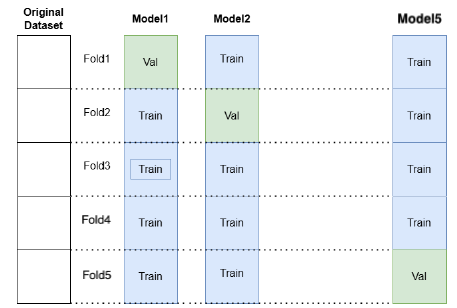 Original
Dataset
Model1
Model2
Model5
Fold1
Val
Train
Train
Fold2
Train
Val
Train
Fold3
Train
Train
Train
Fold4
Train
Train
Train
Fold5
Train
Train
Val